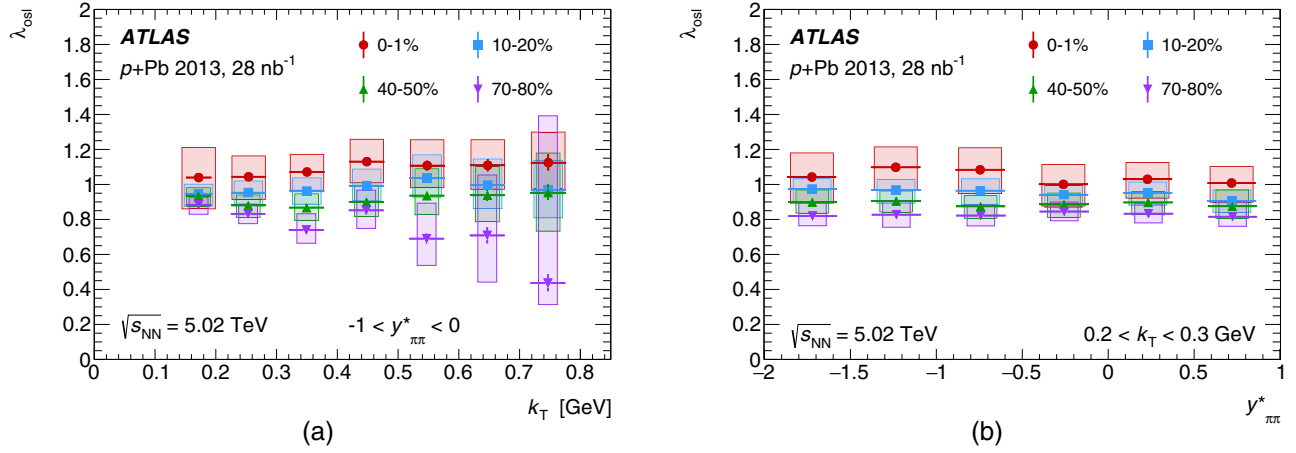 λosl
2
1.8
1.6
1.4
1.2
1
0.8
0.6
0.4
0.2
0
ATLAS
p+Pb 2013, 28 nb⁻¹
0-1%
10-20%
40-50%
70-80%
√sNN = 5.02 TeV
-1 < y*ππ < 0
0 0.1 0.2 0.3 0.4 0.5 0.6 0.7 0.8
kT [GeV]
(a)
λosl
2
1.8
1.6
1.4
1.2
1
0.8
0.6
0.4
0.2
0
ATLAS
p+Pb 2013, 28 nb⁻¹
0-1%
10-20%
40-50%
70-80%
√sNN = 5.02 TeV
0.2 < kT < 0.3 GeV
−2 −1.5 −1 −0.5 0 0.5 1
y*ππ
(b)